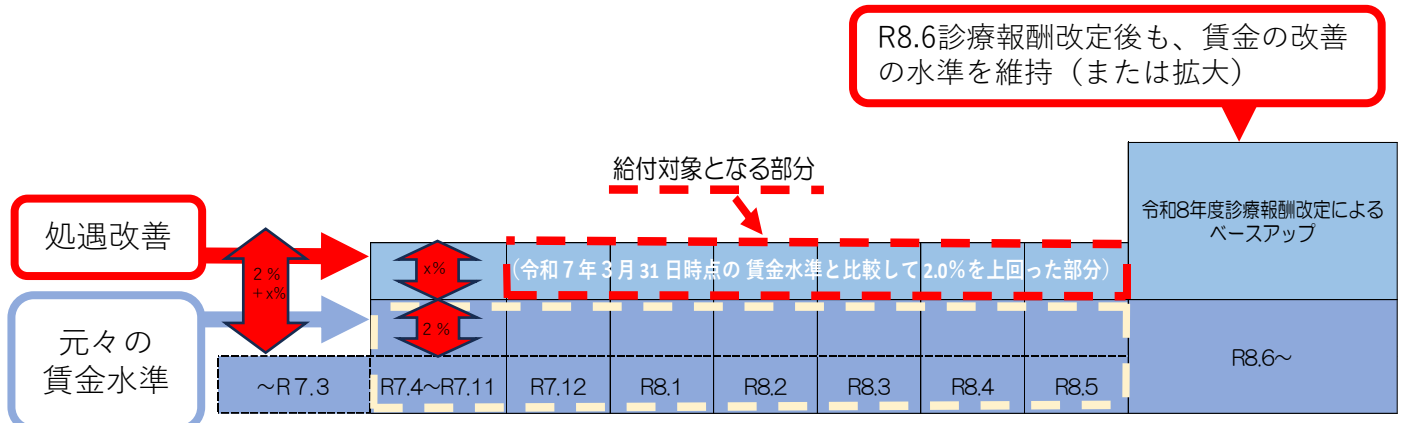 R8.6診療報酬改定後も、賃金の改善
の水準を維持（または拡大）
給付対象となる部分
令和8年度診療報酬改定による
ベースアップ
処遇改善
2％
＋x%
x%
（令和７年３月31日時点の 賃金水準と比較して2.0％を上回った部分）
元々の
賃金水準
2％
～R７.３
R7.4～R7.11
R7.12
R8.1
R8.2
R8.3
R8.4
R8.5
R8.6～